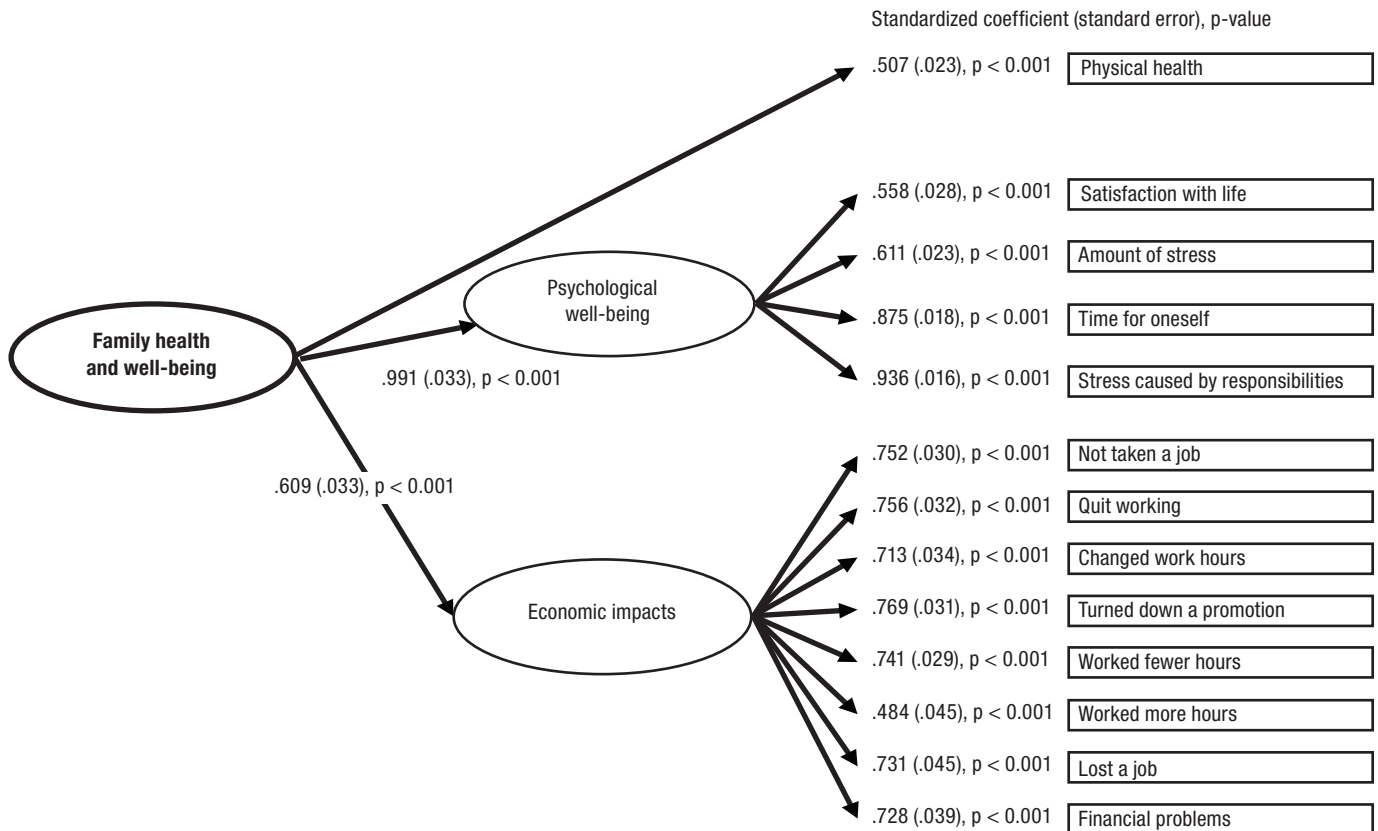 Standardized coefficient (standard error), p-value
.507 (.023), p < 0.001 Physical health
.558 (.028), p < 0.001 Satisfaction with life
.611 (.023), p < 0.001 Amount of stress
Psychological
well-being
.875 (.018), p < 0.001 Time for oneself
Family health
and well-being
.991 (.033), p < 0.001
.936 (.016), p < 0.001 Stress caused by responsibilities
.752 (.030), p < 0.001 Not taken a job
.609 (.033), p < 0.001
.756 (.032), p < 0.001 Quit working
.713 (.034), p < 0.001 Changed work hours
Economic impacts
.769 (.031), p < 0.001 Turned down a promotion
.741 (.029), p < 0.001 Worked fewer hours
.484 (.045), p < 0.001 Worked more hours
.731 (.045), p < 0.001 Lost a job
.728 (.039), p < 0.001 Financial problems